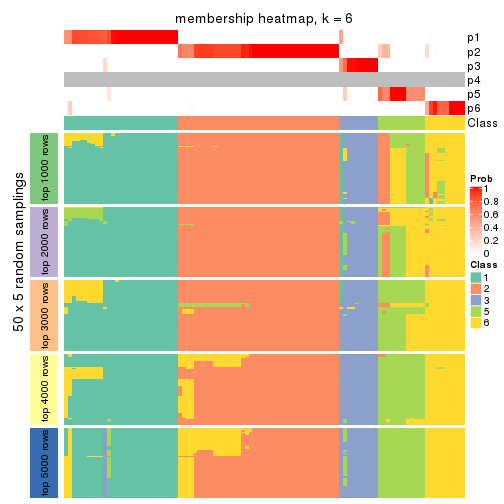 membership heatmap, k = 6
p1
p2
p3
p4
p5
p6
Class
50 x 5 random samplings
top 1000 rows
top 2000 rows
top 3000 rows
top 4000 rows
top 5000 rows
Prob
1
0.8
0.6
0.4
0.2
0
Class
1
2
3
5
6